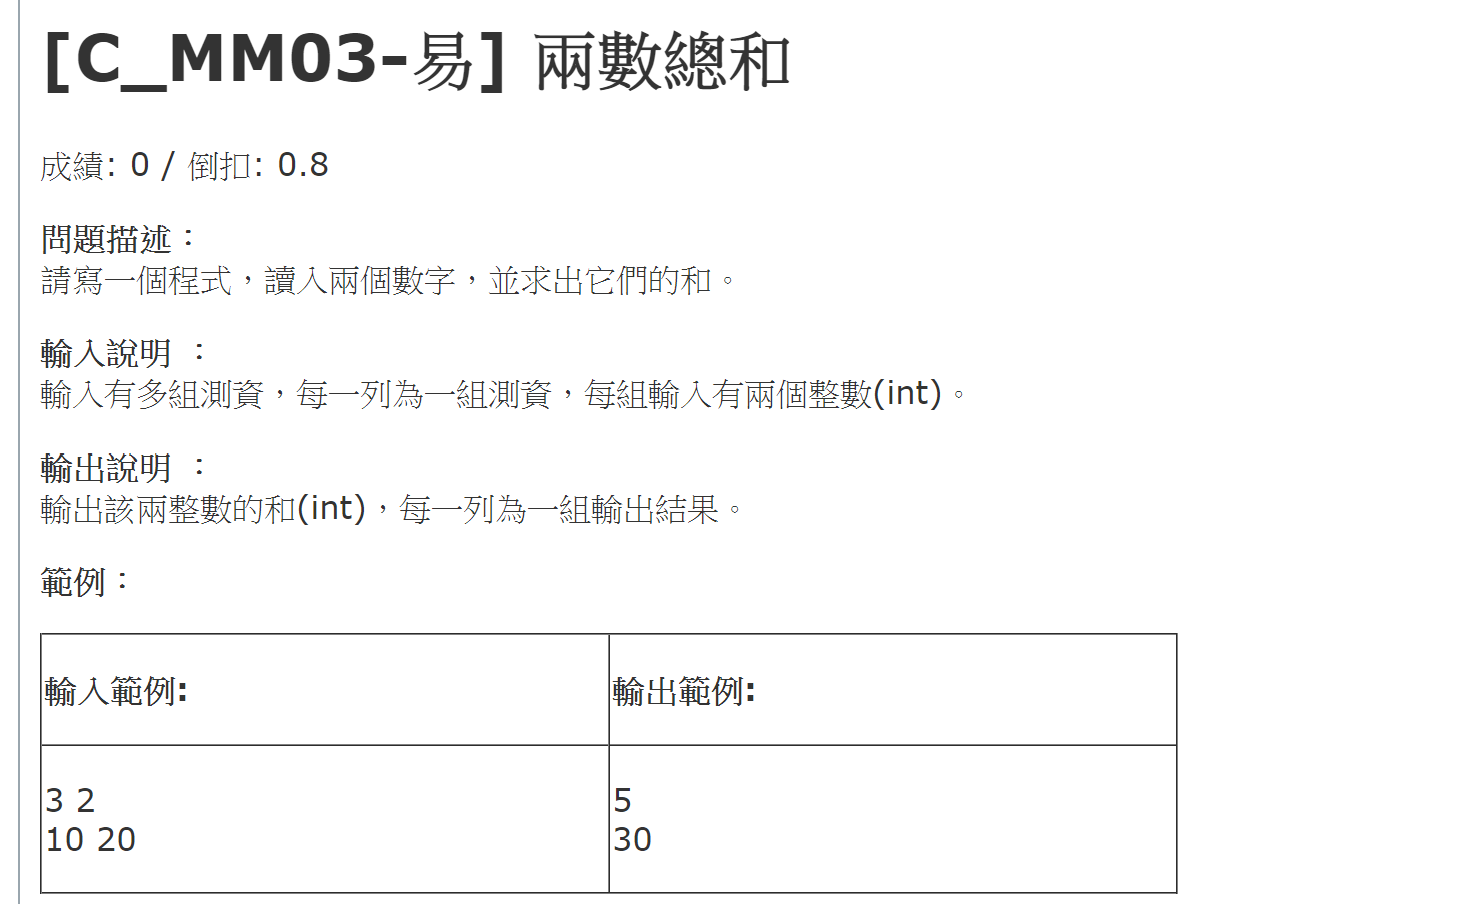 [C_MM03-易] 兩數總和
成績: 0 / 倒扣: 0.8
問題描述：
請寫一個程式，讀入兩個數字，並求出它們的和。
輸入說明 ：
輸入有多組測資，每一列為一組測資，每組輸入有兩個整數(int)。
輸出說明 ：
輸出該兩整數的和(int)，每一列為一組輸出結果。
範例：
輸入範例:
輸出範例:
3 2
10 20
5
30